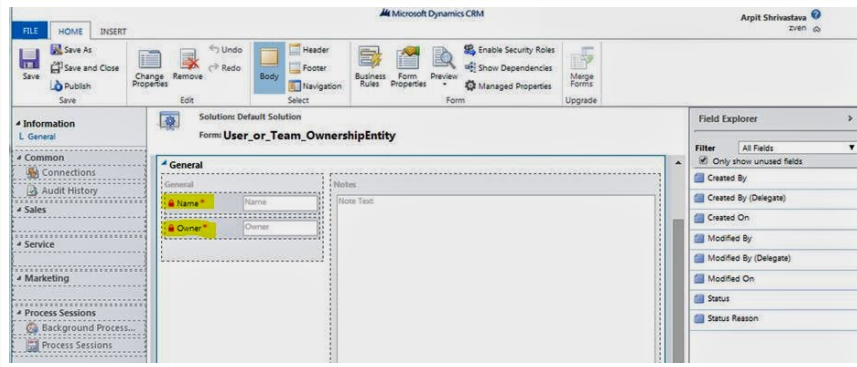 Microsoft Dynamics CRM
Arpit Shrivastava
zven
FILE HOME INSERT
Save
Save As
Save and Close
Publish
Save
Change Properties
Remove
Undo
Redo
Edit
Body
Header
Footer
Navigation
Select
Business Rules
Form Properties
Preview
Enable Security Roles
Show Dependencies
Managed Properties
Form
Merge Forms
Upgrade
Information
General
Common
Connections
Audit History
Sales
Service
Marketing
Process Sessions
Background Process...
Process Sessions
Solution: Default Solution
Form: User_or_Team_OwnershipEntity
General
General
Name* Name
Owner* Owner
Notes
Note Text
Field Explorer >
Filter All Fields
Only show unused fields
Created By
Created By (Delegate)
Created On
Modified By
Modified By (Delegate)
Modified On
Status
Status Reason